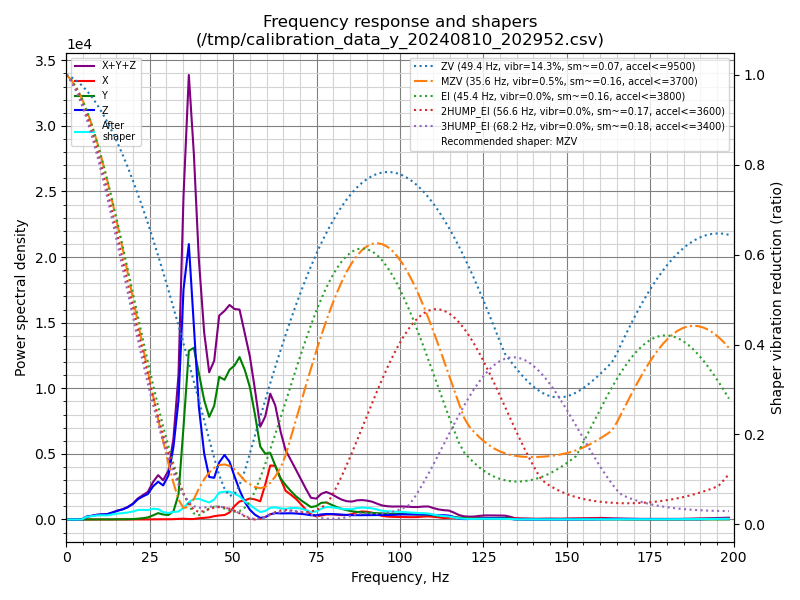 Frequency response and shapers
(/tmp/calibration_data_y_20240810_202952.csv)
1e4
X+Y+Z
X
Y
Z
After
shaper
ZV (49.4 Hz, vibr=14.3%, sm~=0.07, accel<=9500)
MZV (35.6 Hz, vibr=0.5%, sm~=0.16, accel<=3700)
EI (45.4 Hz, vibr=0.0%, sm~=0.16, accel<=3800)
2HUMP_EI (56.6 Hz, vibr=0.0%, sm~=0.17, accel<=3600)
3HUMP_EI (68.2 Hz, vibr=0.0%, sm~=0.18, accel<=3400)
Recommended shaper: MZV
Power spectral density
3.5
3.0
2.5
2.0
1.5
1.0
0.5
0.0
1.0
0.8
0.6
0.4
0.2
0.0
Shaper vibration reduction (ratio)
0 25 50 75 100 125 150 175 200
Frequency, Hz